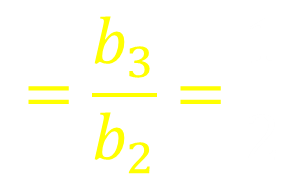 = b₃/b₂ =